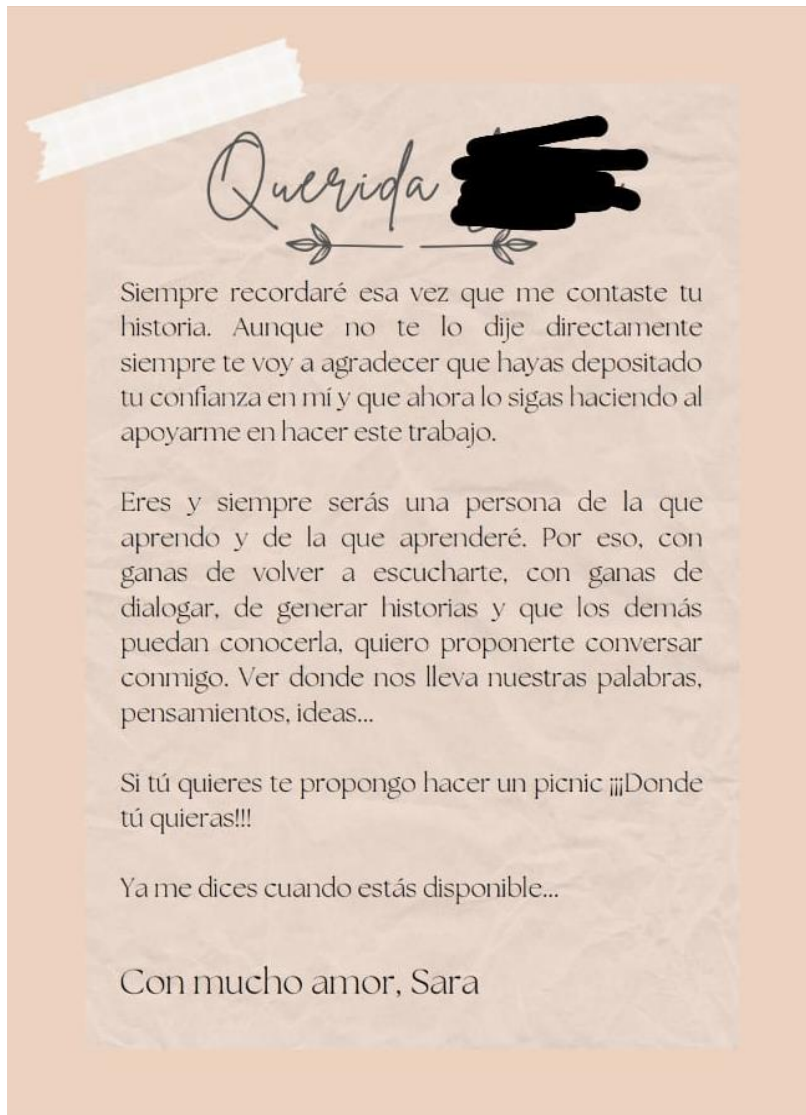 Querida
Siempre recordaré esa vez que me contaste tu
historia. Aunque no te lo dije directamente
siempre te voy a agradecer que hayas depositado
tu confianza en mí y que ahora lo sigas haciendo al
apoyarme en hacer este trabajo.
Eres y siempre serás una persona de la que
aprendo y de la que aprenderé. Por eso, con
ganas de volver a escucharte, con ganas de
dialogar, de generar historias y que los demás
puedan conocerla, quiero proponerte conversar
conmigo. Ver donde nos lleva nuestras palabras,
pensamientos, ideas...
Si tú quieres te propongo hacer un picnic ¡¡¡Donde
tú quieras!!!
Ya me dices cuando estás disponible...
Con mucho amor, Sara